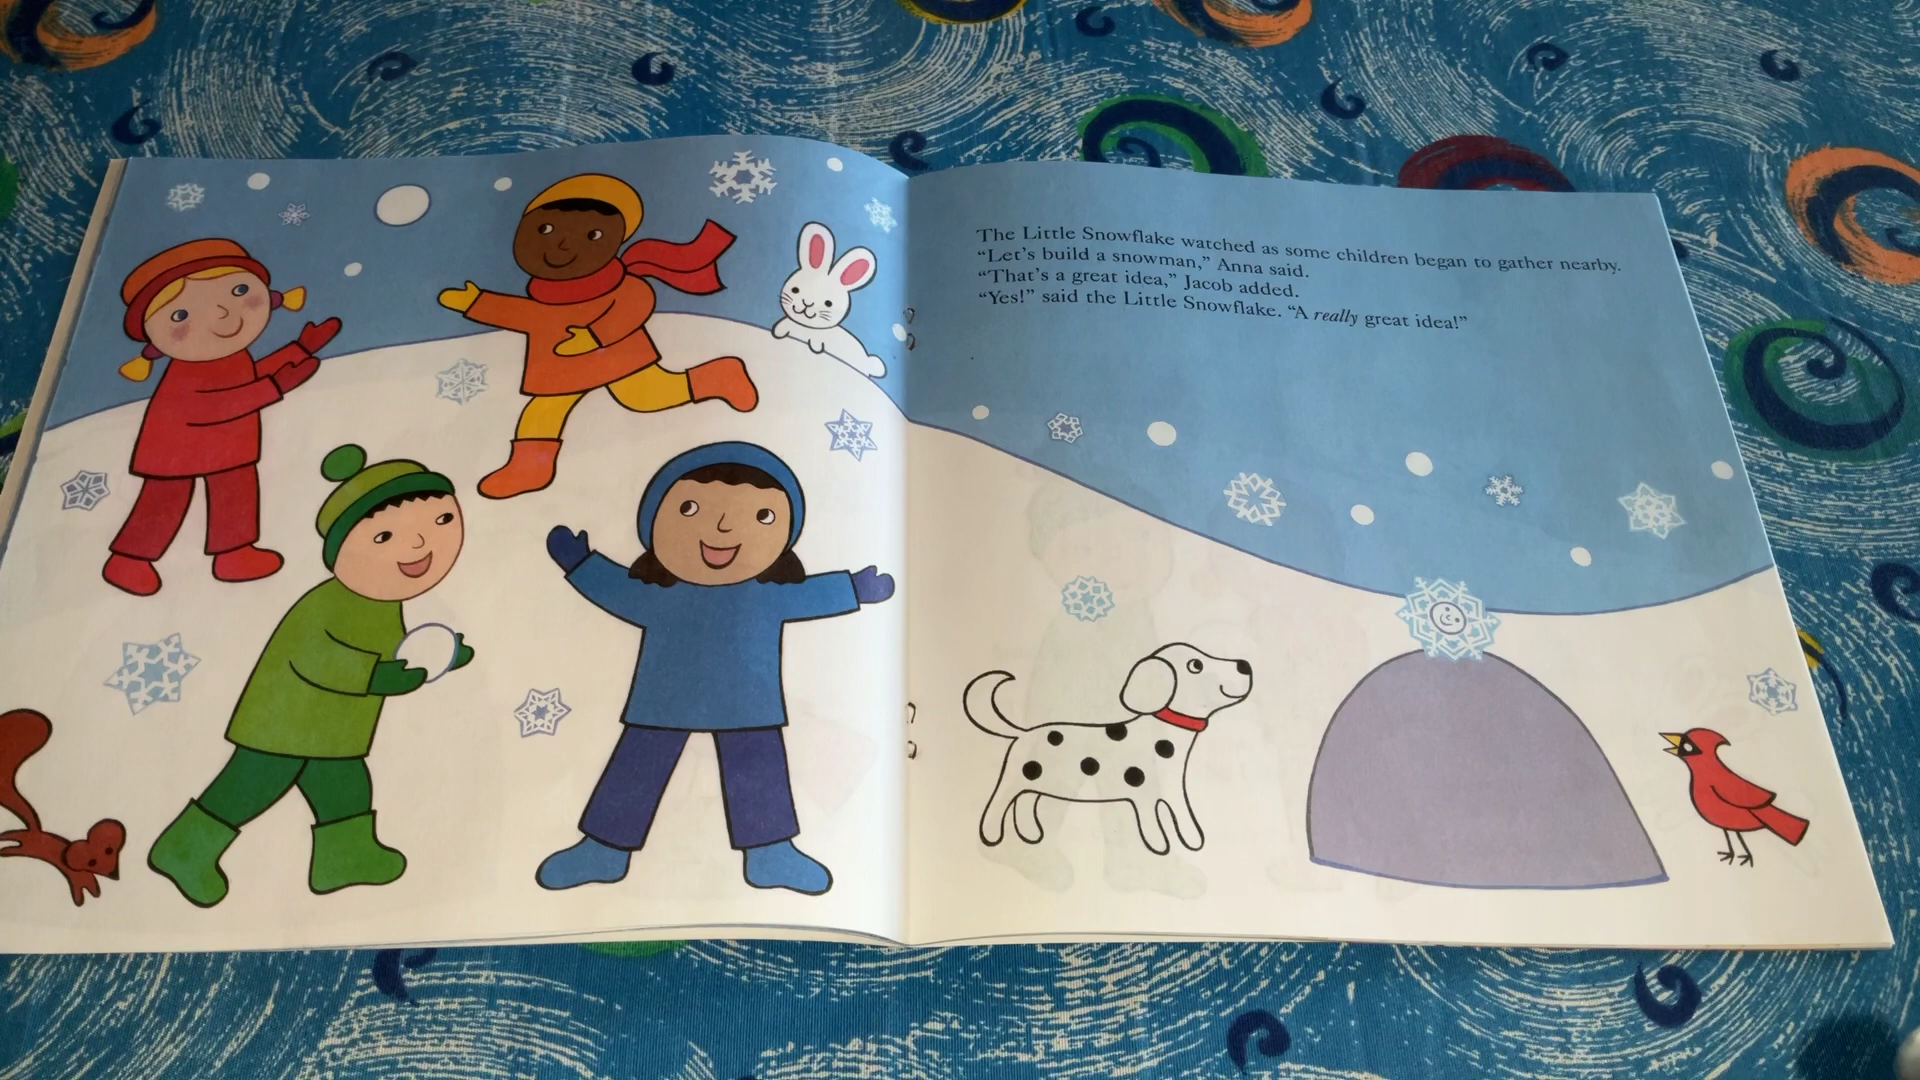 The Little Snowflake watched as some children began to gather nearby.
“Let’s build a snowman,” Anna said.
“That’s a great idea,” Jacob added.
“Yes!” said the Little Snowflake. “A really great idea!”